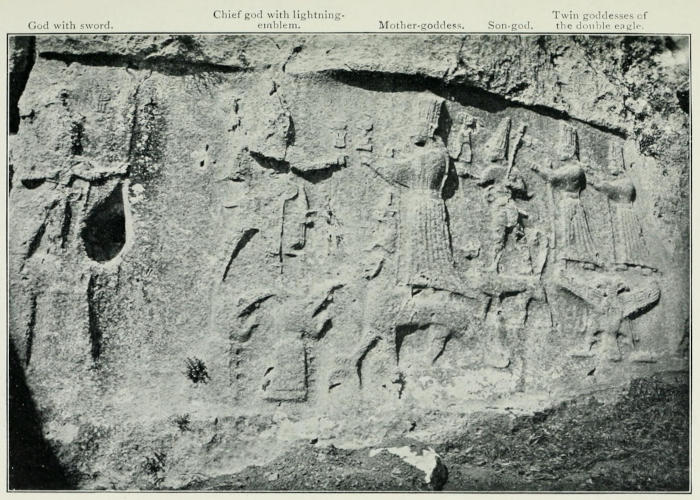 God with sword.
Chief god with lightning-
emblem.
Mother-goddess.
Son-god.
Twin goddesses of
the double eagle.